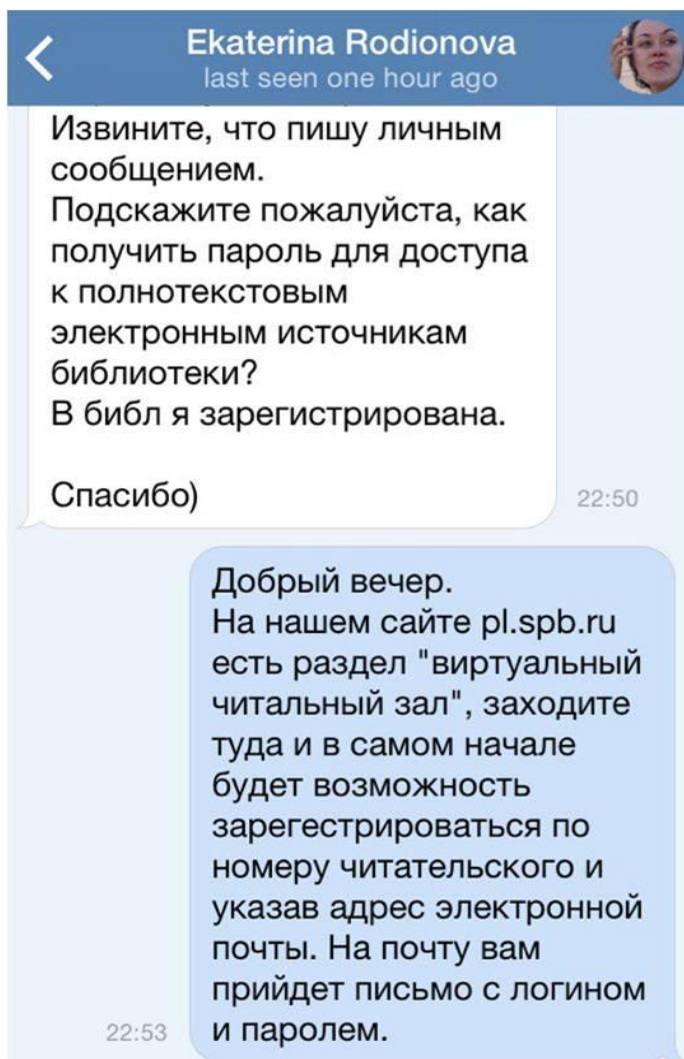 Ekaterina Rodionova
last seen one hour ago
Извините, что пишу личным
сообщением.
Подскажите пожалуйста, как
получить пароль для доступа
к полнотекстовым
электронным источникам
библиотеки?
В библ я зарегистрирована.
Спасибо)
22:50
Добрый вечер.
На нашем сайте pl.spb.ru
есть раздел "виртуальный
читальный зал", заходите
туда и в самом начале
будет возможность
зарегестрироваться по
номеру читательского и
указав адрес электронной
почты. На почту вам
прийдет письмо с логином
и паролем.
22:53